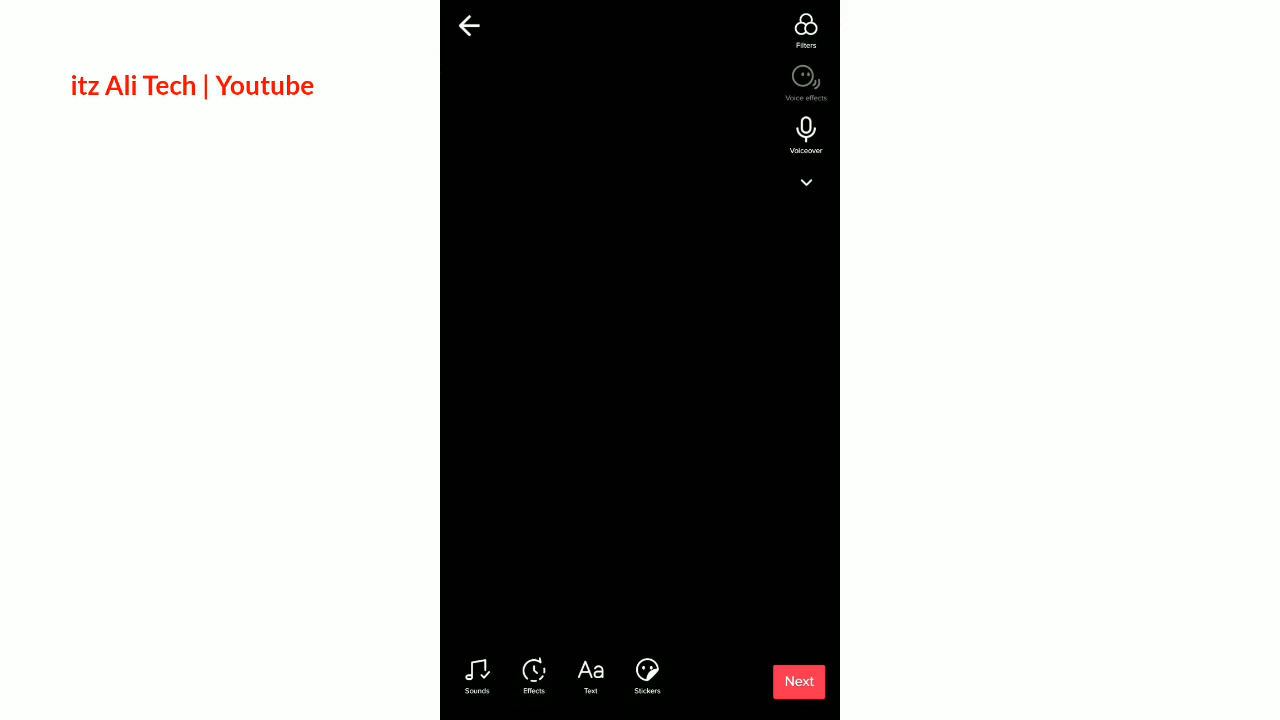 Filters
itz Ali Tech | Youtube
Voice effects
Voiceover
Aa
Sounds
Effects
Text
Stickers
Next